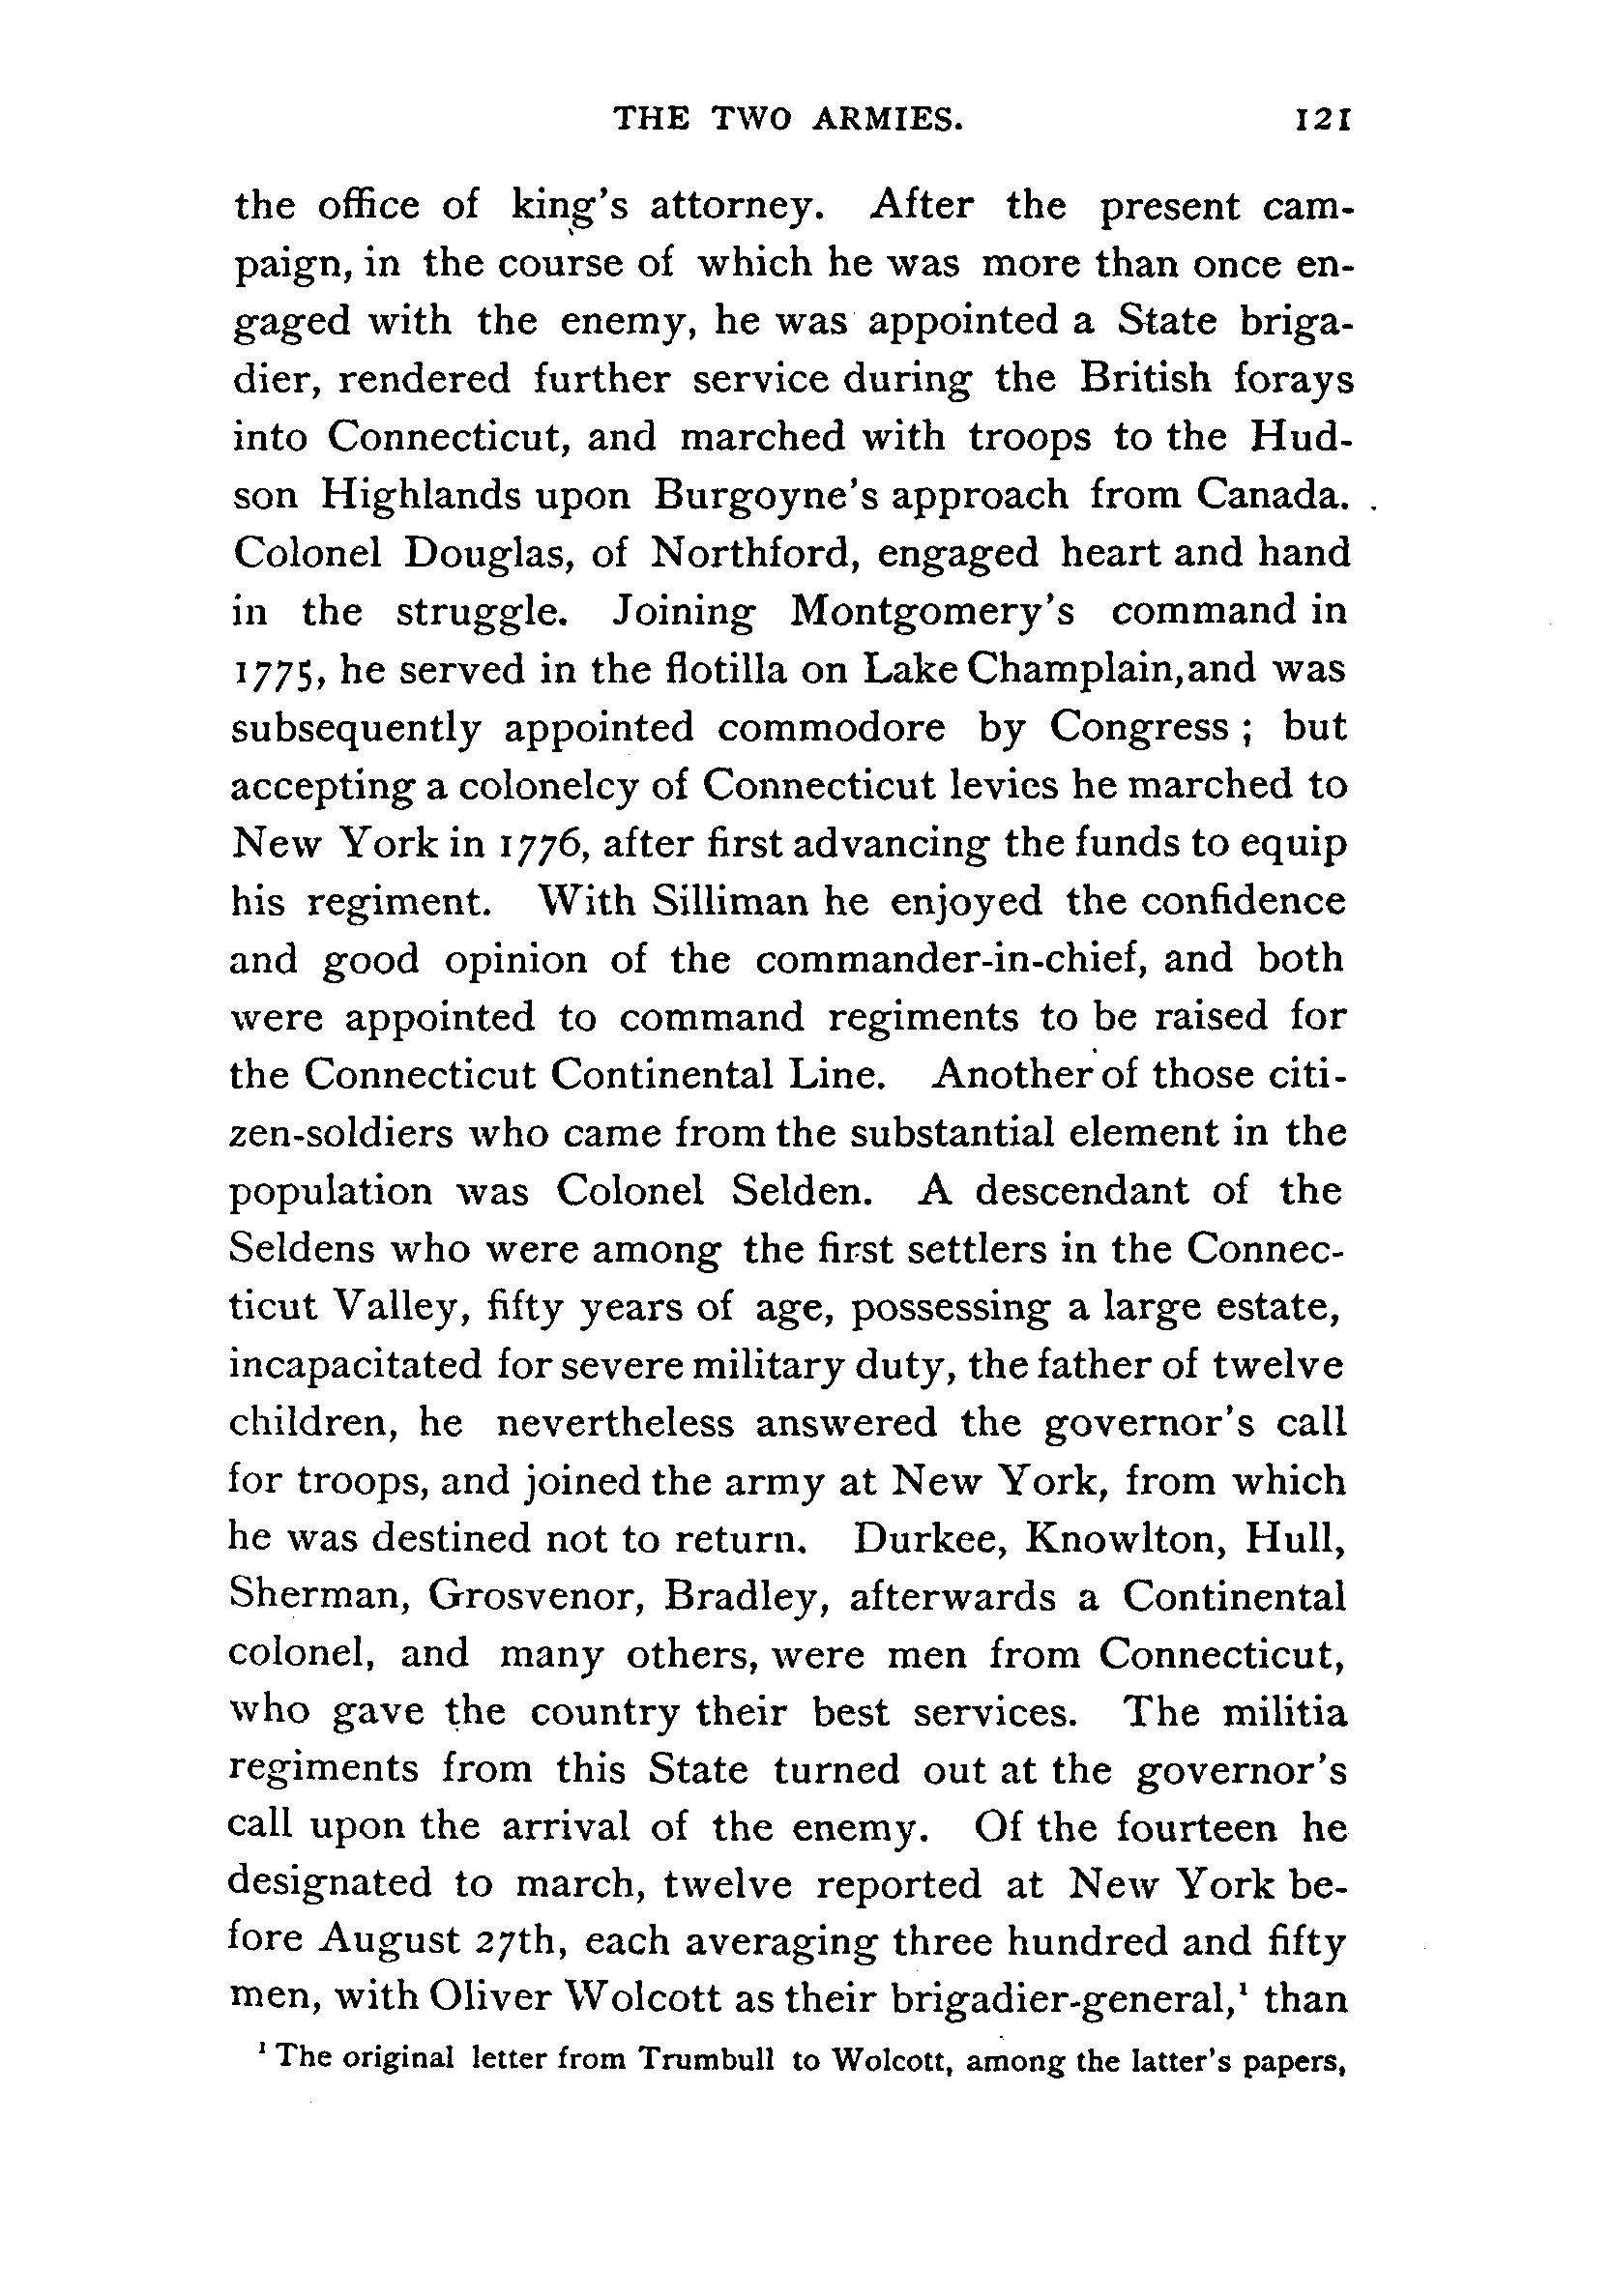 THE TWO ARMIES. 121
the office of king's attorney. After the present cam-
paign, in the course of which he was more than once en-
gaged with the enemy, he was appointed a State briga-
dier, rendered further service during the British forays
into Connecticut, and marched with troops to the Hud-
son Highlands upon Burgoyne's approach from Canada.
Colonel Douglas, of Northford, engaged heart and hand
in the struggle. Joining Montgomery's command in
1775, he served in the flotilla on Lake Champlain, and was
subsequently appointed commodore by Congress ; but
accepting a colonelcy of Connecticut levies he marched to
New York in 1776, after first advancing the funds to equip
his regiment. With Silliman he enjoyed the confidence
and good opinion of the commander-in-chief, and both
were appointed to command regiments to be raised for
the Connecticut Continental Line. Another of those citi-
zen-soldiers who came from the substantial element in the
population was Colonel Selden. A descendant of the
Seldens who were among the first settlers in the Connec-
ticut Valley, fifty years of age, possessing a large estate,
incapacitated for severe military duty, the father of twelve
children, he nevertheless answered the governor's call
for troops, and joined the army at New York, from which
he was destined not to return. Durkee, Knowlton, Hull,
Sherman, Grosvenor, Bradley, afterwards a Continental
colonel, and many others, were men from Connecticut,
who gave the country their best services. The militia
regiments from this State turned out at the governor's
call upon the arrival of the enemy. Of the fourteen he
designated to march, twelve reported at New York be-
fore August 27th, each averaging three hundred and fifty
men, with Oliver Wolcott as their brigadier-general,¹ than
¹ The original letter from Trumbull to Wolcott, among the latter's papers,